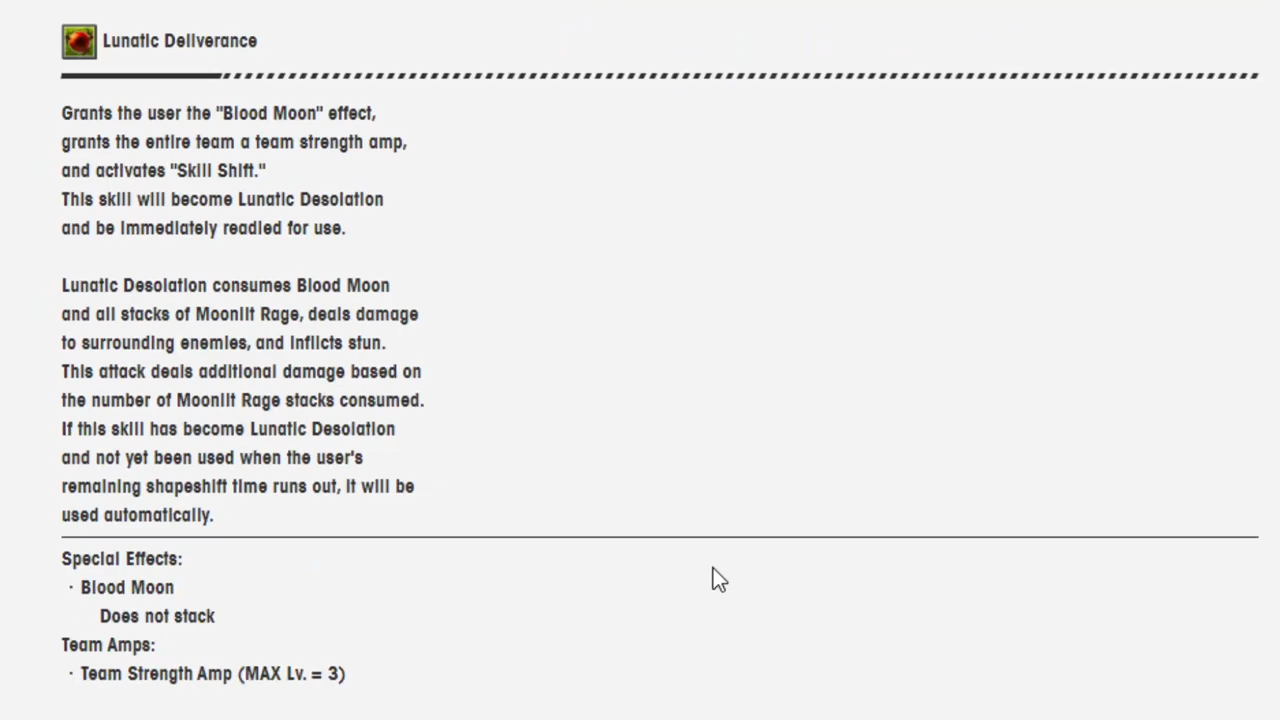 Lunatic Deliverance
Grants the user the "Blood Moon" effect,
grants the entire team a team strength amp,
and activates "Skill Shift."
This skill will become Lunatic Desolation
and be immediately readied for use.
Lunatic Desolation consumes Blood Moon
and all stacks of Moonlit Rage, deals damage
to surrounding enemies, and inflicts stun.
This attack deals additional damage based on
the number of Moonlit Rage stacks consumed.
If this skill has become Lunatic Desolation
and not yet been used when the user's
remaining shapeshift time runs out, it will be
used automatically.
Special Effects:
· Blood Moon
Does not stack
Team Amps:
· Team Strength Amp (MAX Lv. = 3)